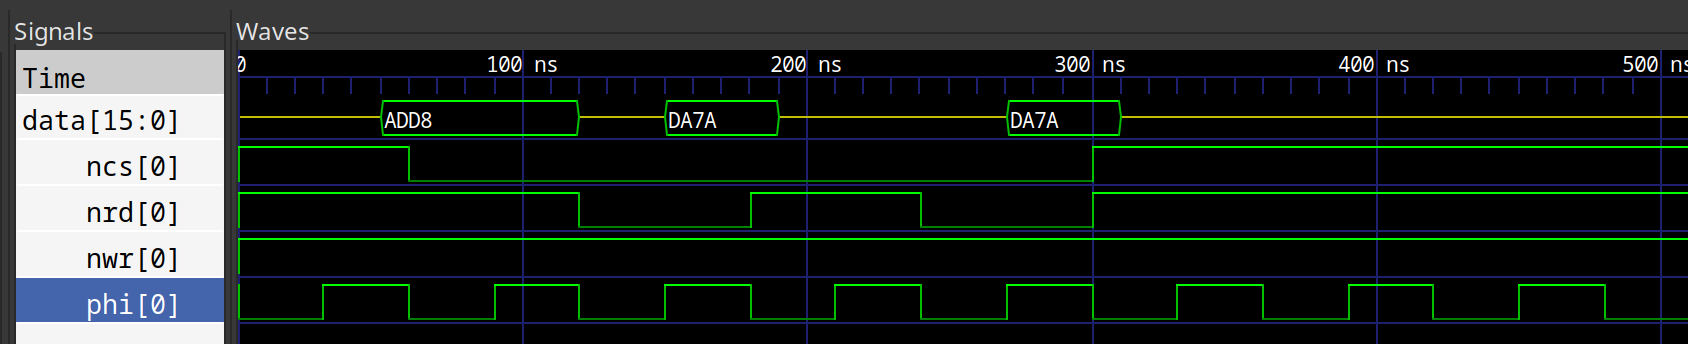 Signals Waves
Time 0 100 ns 200 ns 300 ns 400 ns 500 ns
data[15:0] ADD8 DA7A DA7A
ncs[0]
nrd[0]
nwr[0]
phi[0]